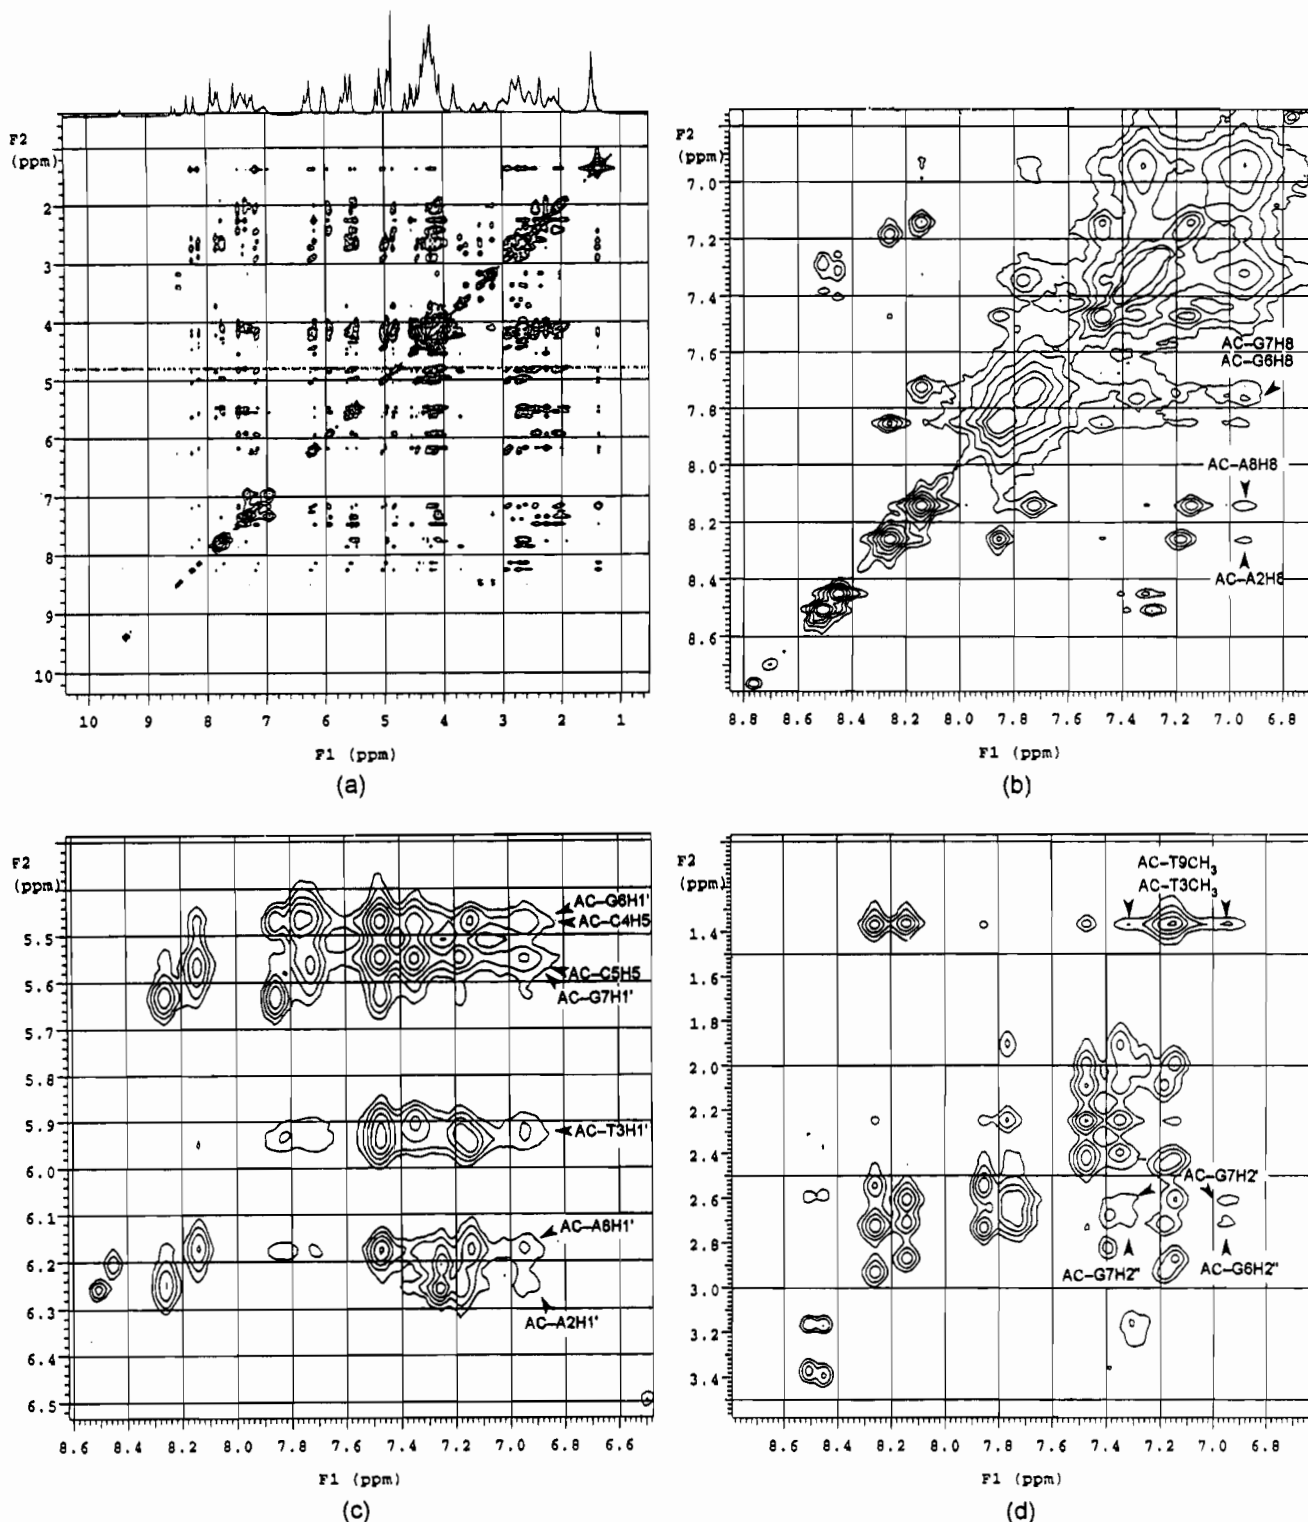 F2
(ppm)
2
3
4
5
6
7
8
9
10
10 9 8 7 6 5 4 3 2 1
F1 (ppm)
(a)
F2
(ppm)
7.0
7.2
7.4
7.6
7.8
8.0
8.2
8.4
8.6
AC-G7H8
AC-G6H8
AC-A8H8
AC-A2H8
8.8 8.6 8.4 8.2 8.0 7.8 7.6 7.4 7.2 7.0 6.8
F1 (ppm)
(b)
F2
(ppm)
5.5
5.6
5.7
5.8
5.9
6.0
6.1
6.2
6.3
6.4
6.5
AC-G6H1'
AC-C4H5
AC-C5H5
AC-G7H1'
AC-T3H1'
AC-A8H1'
AC-A2H1'
8.6 8.4 8.2 8.0 7.8 7.6 7.4 7.2 7.0 6.8 6.6
F1 (ppm)
(c)
F2
(ppm)
1.4
1.6
1.8
2.0
2.2
2.4
2.6
2.8
3.0
3.2
3.4
AC-T9CH3
AC-T3CH3
AC-G7H2'
AC-G7H2"
AC-G6H2"
8.6 8.4 8.2 8.0 7.8 7.6 7.4 7.2 7.0 6.8
F1 (ppm)
(d)